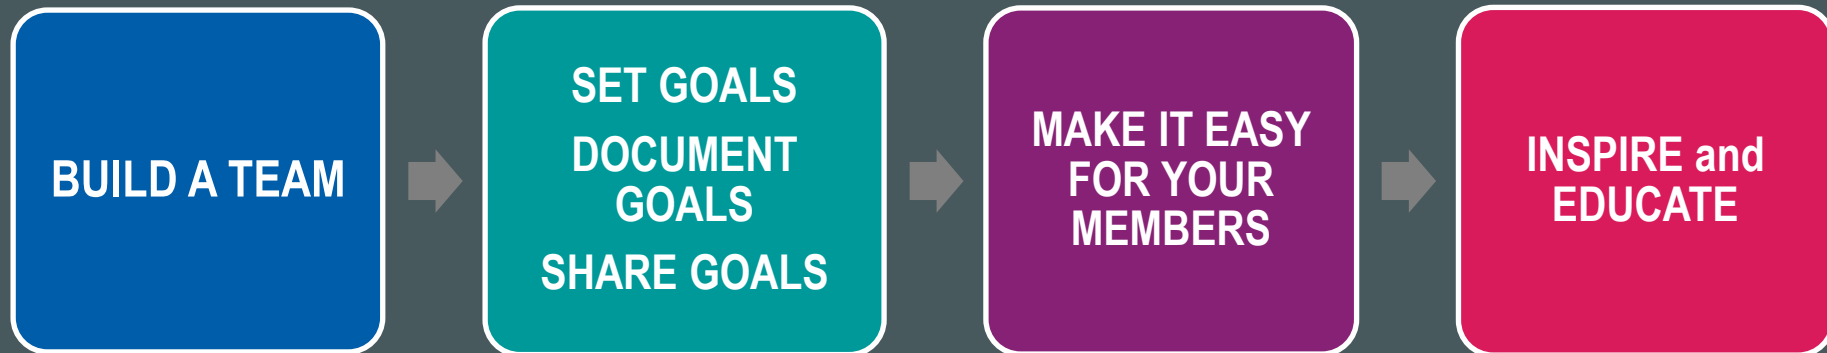 BUILD A TEAM
SET GOALS
DOCUMENT
GOALS
SHARE GOALS
MAKE IT EASY
FOR YOUR
MEMBERS
INSPIRE and
EDUCATE